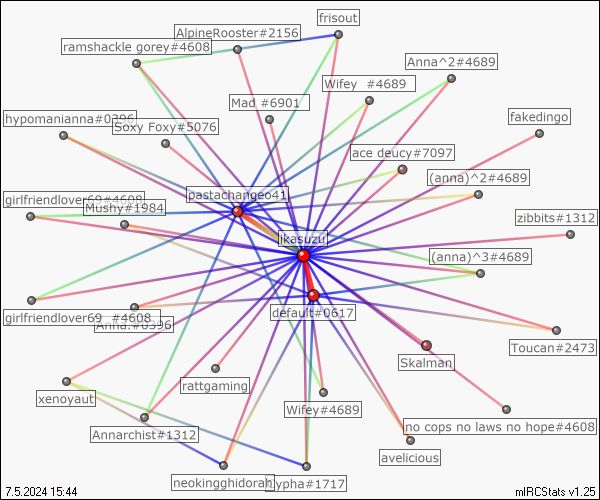 frisout
AlpineRooster#2156
ramshackle gorey#4608
Anna^2#4689
Wifey #4689
Mad #6901
hypomanianna#0396
Soxy Foxy#5076
fakedingo
ace deucy#7097
(anna)^2#4689
pastachangeo41
girlfriendlover69#4608
Mushy#1984
zibbits#1312
jikasuzu
(anna)^3#4689
default#0617
girlfriendlover69 #4608
Anna.#0396
Toucan#2473
Skalman
rattgaming
xenoyaut
Wifey#4689
no cops no laws no hope#4608
Annarchist#1312
avelicious
neokingghidorah
Lypha#1717
7.5.2024 15:44
mIRCStats v1.25